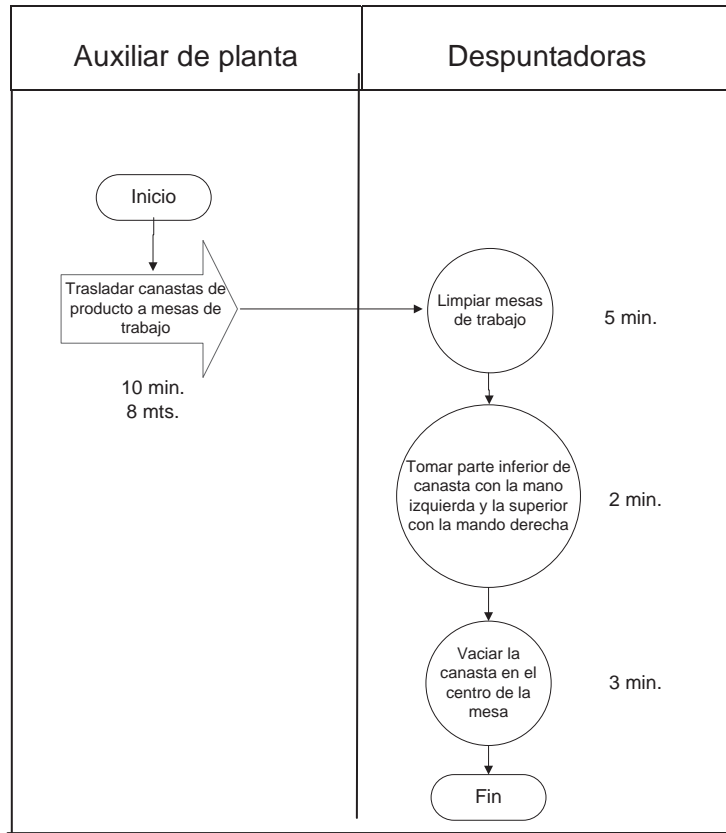 Auxiliar de planta
Despuntadoras
Inicio
Trasladar canastas de
producto a mesas de
trabajo
10 min.
8 mts.
Limpiar mesas
de trabajo
5 min.
Tomar parte inferior de
canasta con la mano
izquierda y la superior
con la mando derecha
2 min.
Vaciar la
canasta en el
centro de la
mesa
3 min.
Fin